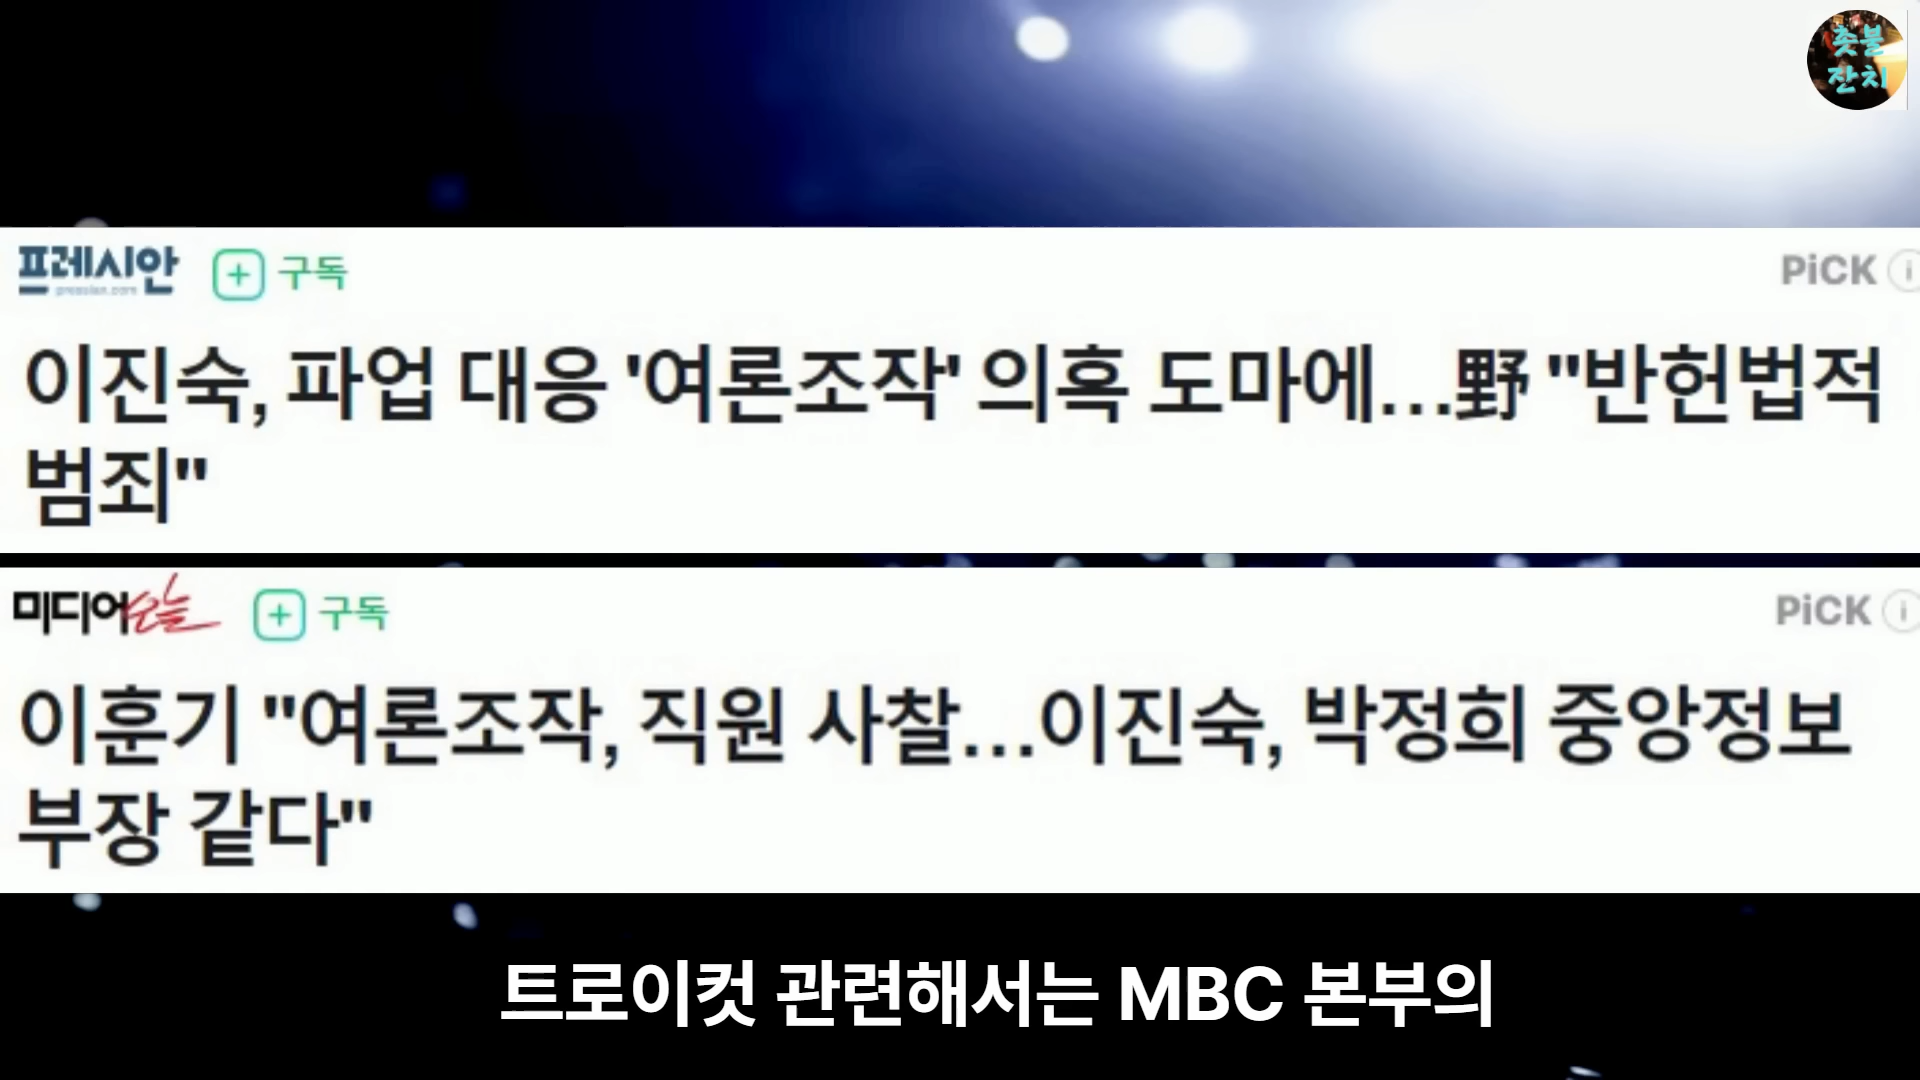 촛불
잔치
프레시안
pressian.com
구독
PiCK
이진숙, 파업 대응 '여론조작' 의혹 도마에...野 "반헌법적
범죄"
미디어오늘
구독
PiCK
이훈기 "여론조작, 직원 사찰...이진숙, 박정희 중앙정보
부장 같다"
트로이컷 관련해서는 MBC 본부의